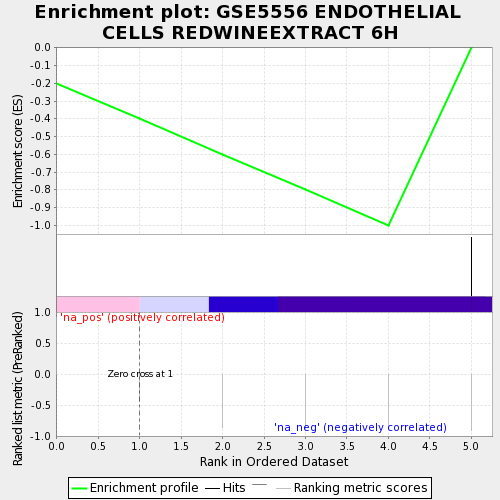 Enrichment plot: GSE5556 ENDOTHELIAL
CELLS REDWINEEXTRACT 6H
Enrichment score (ES)
0.0
-0.1
-0.2
-0.3
-0.4
-0.5
-0.6
-0.7
-0.8
-0.9
-1.0
Ranked list metric (PreRanked)
1.0
0.5
0.0
-0.5
-1.0
'na_pos' (positively correlated)
Zero cross at 1
'na_neg' (negatively correlated)
0.0 0.5 1.0 1.5 2.0 2.5 3.0 3.5 4.0 4.5 5.0
Rank in Ordered Dataset
Enrichment profile Hits Ranking metric scores